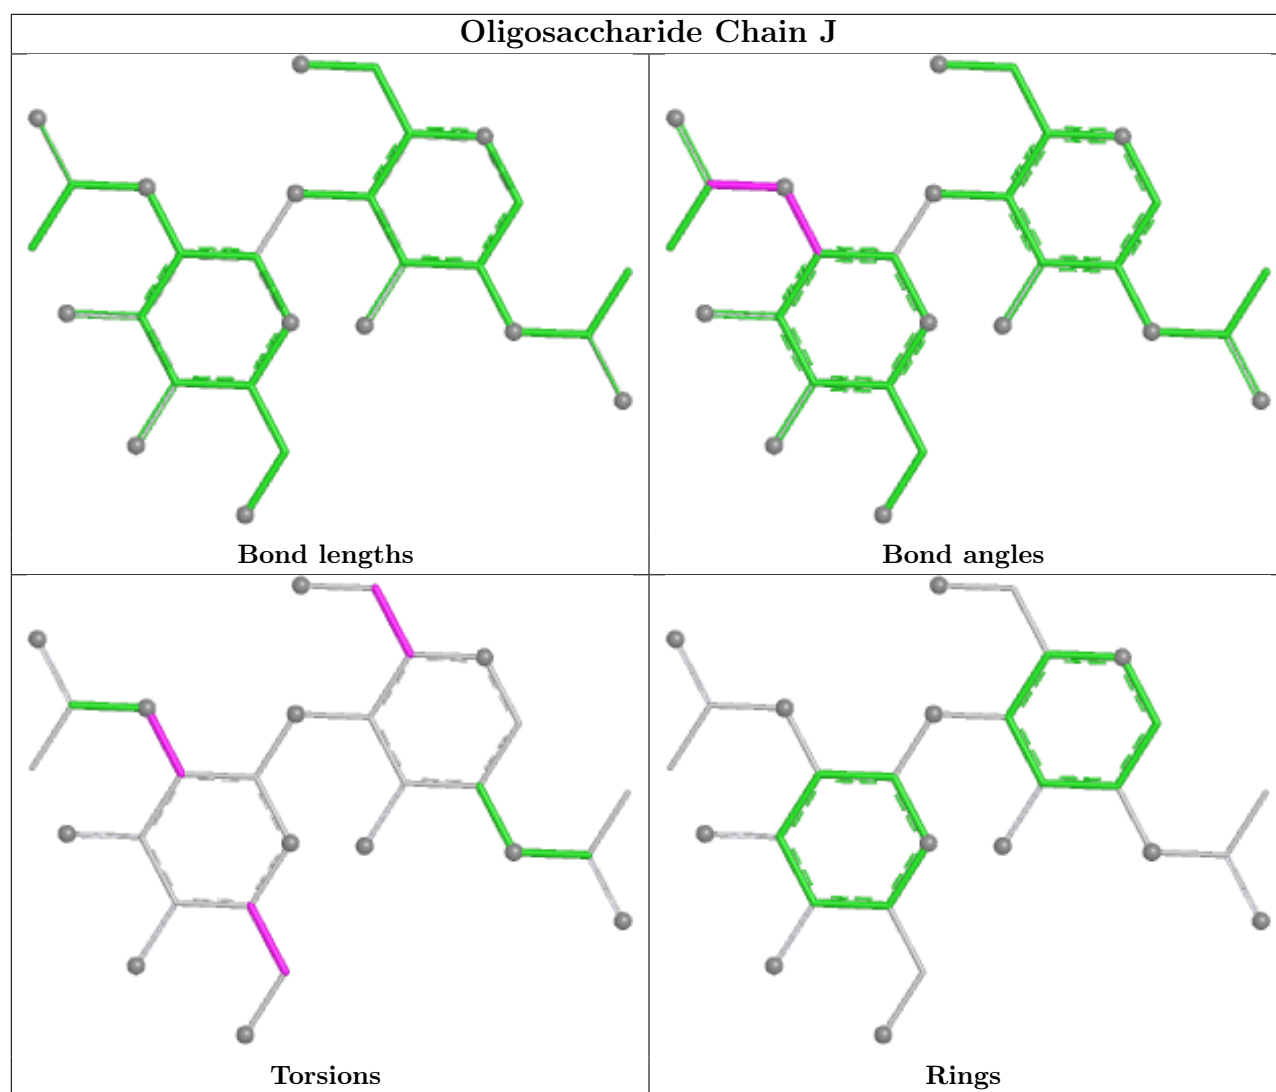 Oligosaccharide Chain J
Bond lengths
Bond angles
Torsions
Rings